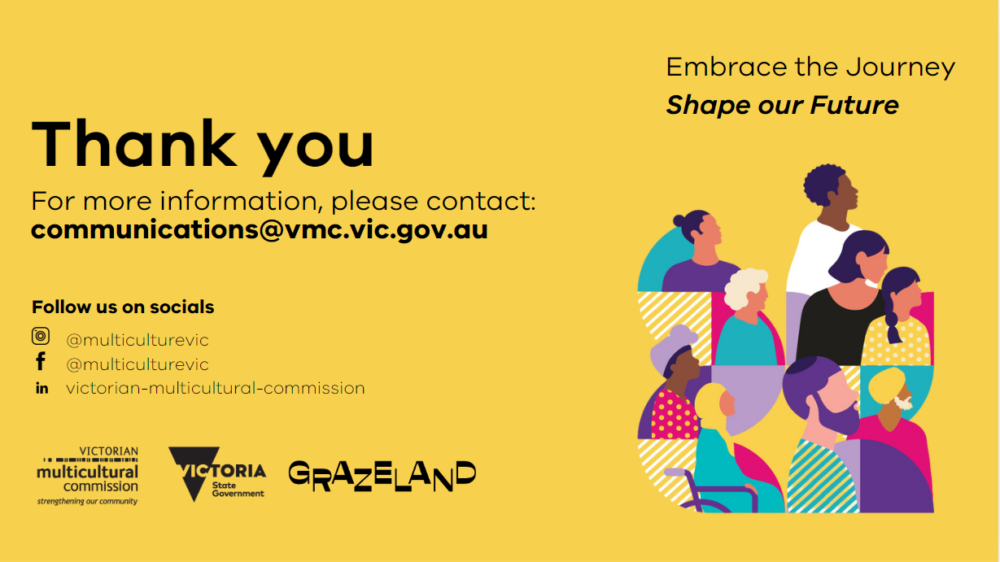 Embrace the Journey
Shape our Future
Thank you
For more information, please contact:
communications@vmc.vic.gov.au
Follow us on socials
@multiculturevic
f @multiculturevic
in victorian-multicultural-commission
VICTORIAN
multicultural
commission
strengthening our community
VICTORIA
State
Government
GRAZELAND